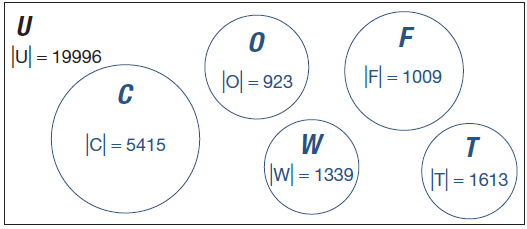 U
|U| = 19996
O
|O| = 923
F
|F| = 1009
C
|C| = 5415
W
|W| = 1339
T
|T| = 1613